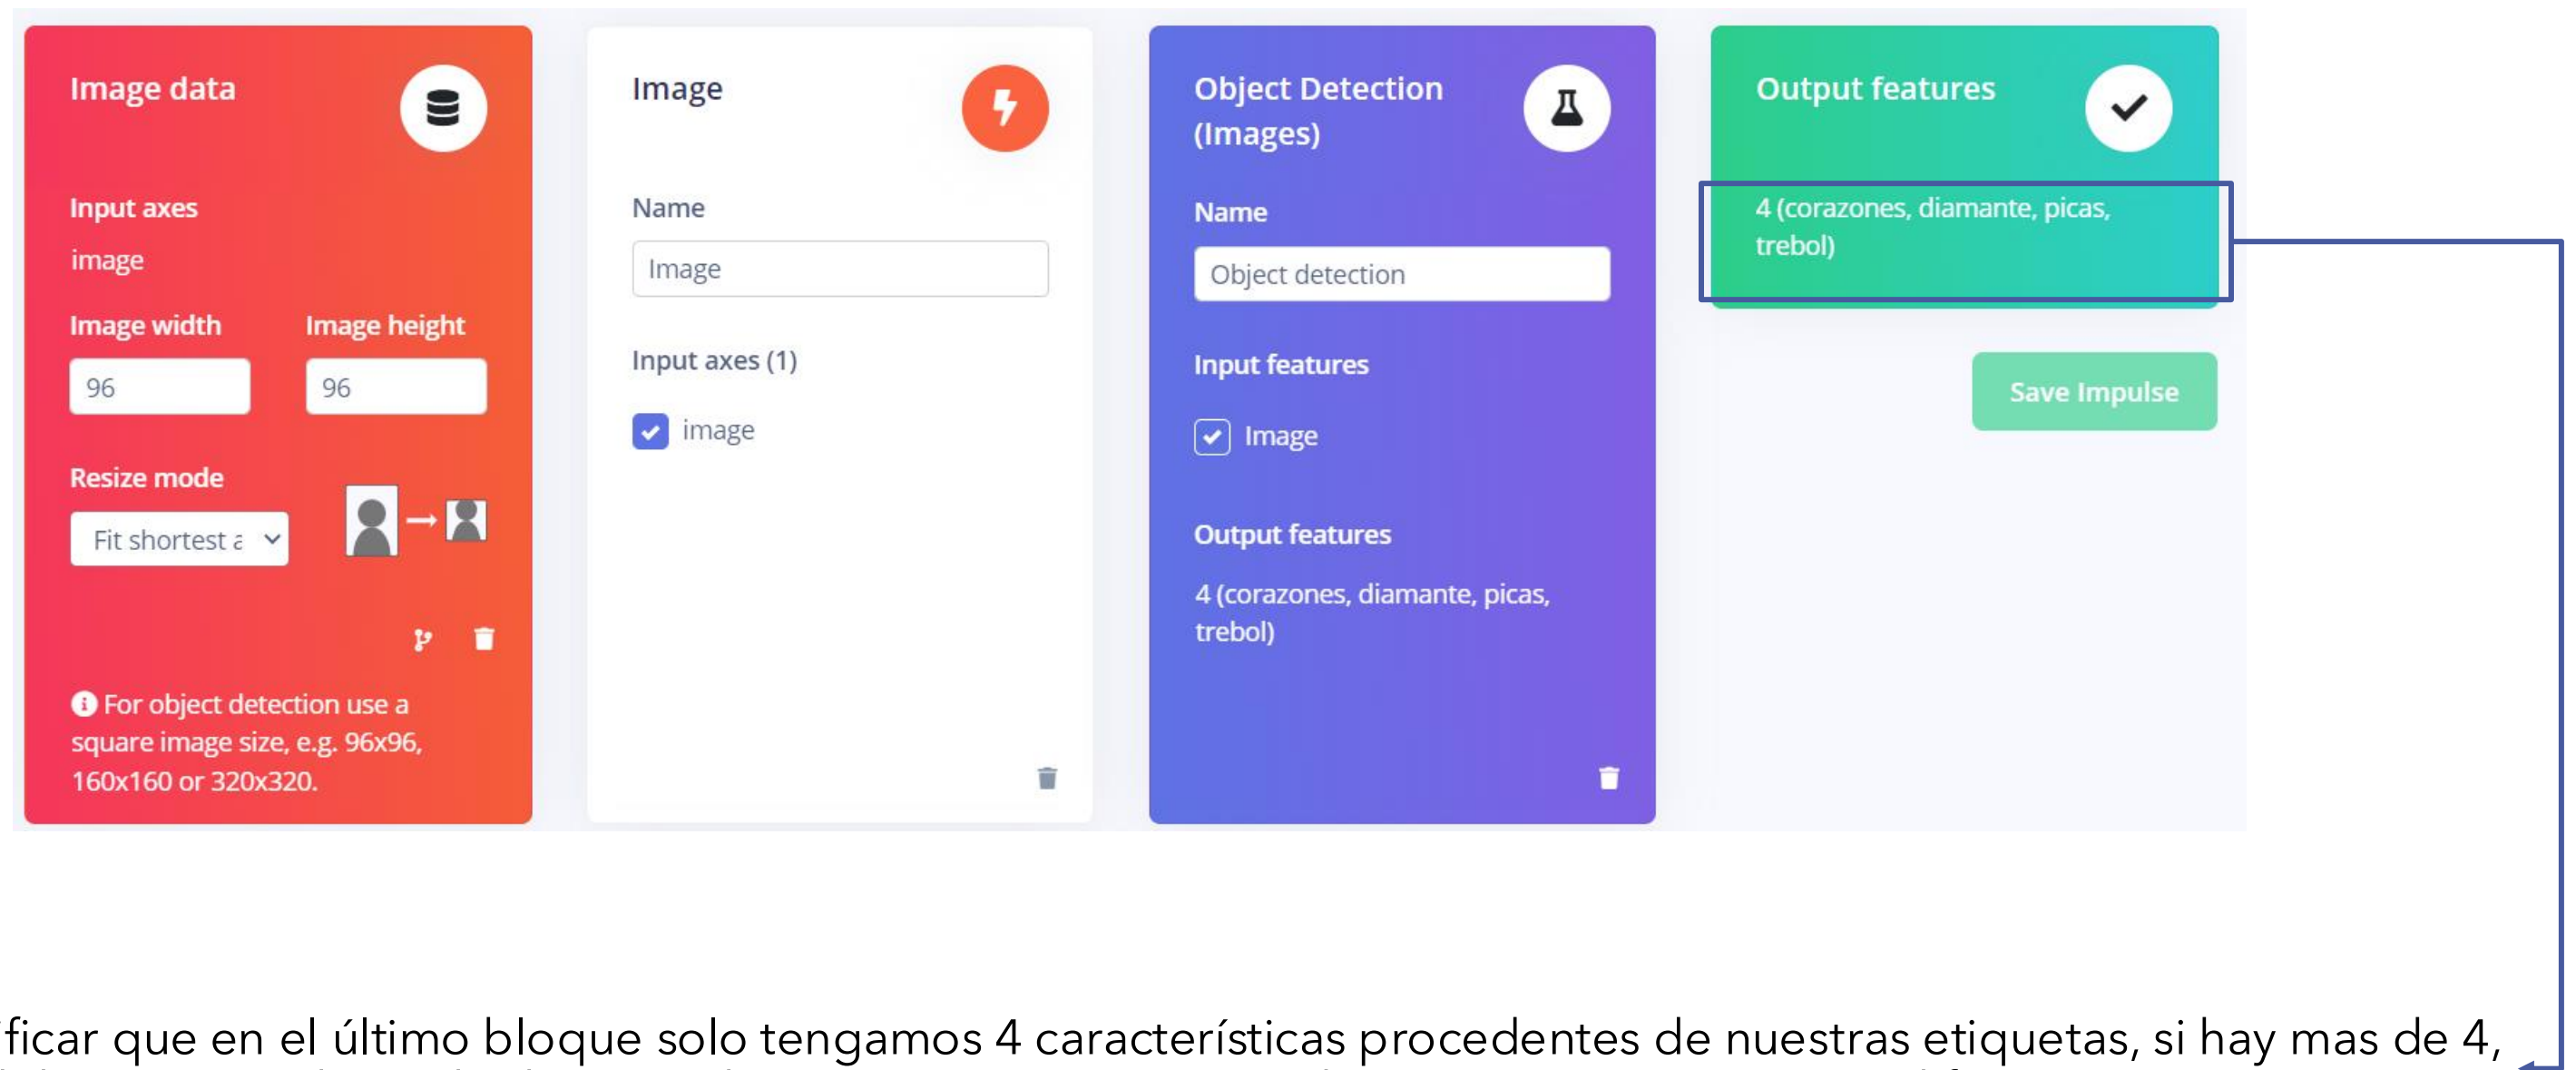 Image data
Input axes
image
Image width Image height
96 96
Resize mode
Fit shortest a
For object detection use a
square image size, e.g. 96x96,
160x160 or 320x320.
Image
Name
Image
Input axes (1)
image
Object Detection
(Images)
Name
Object detection
Input features
Image
Output features
4 (corazones, diamante, picas,
trebol)
Output features
4 (corazones, diamante, picas,
trebol)
Save Impulse
ficar que en el último bloque solo tengamos 4 características procedentes de nuestras etiquetas, si hay mas de 4,